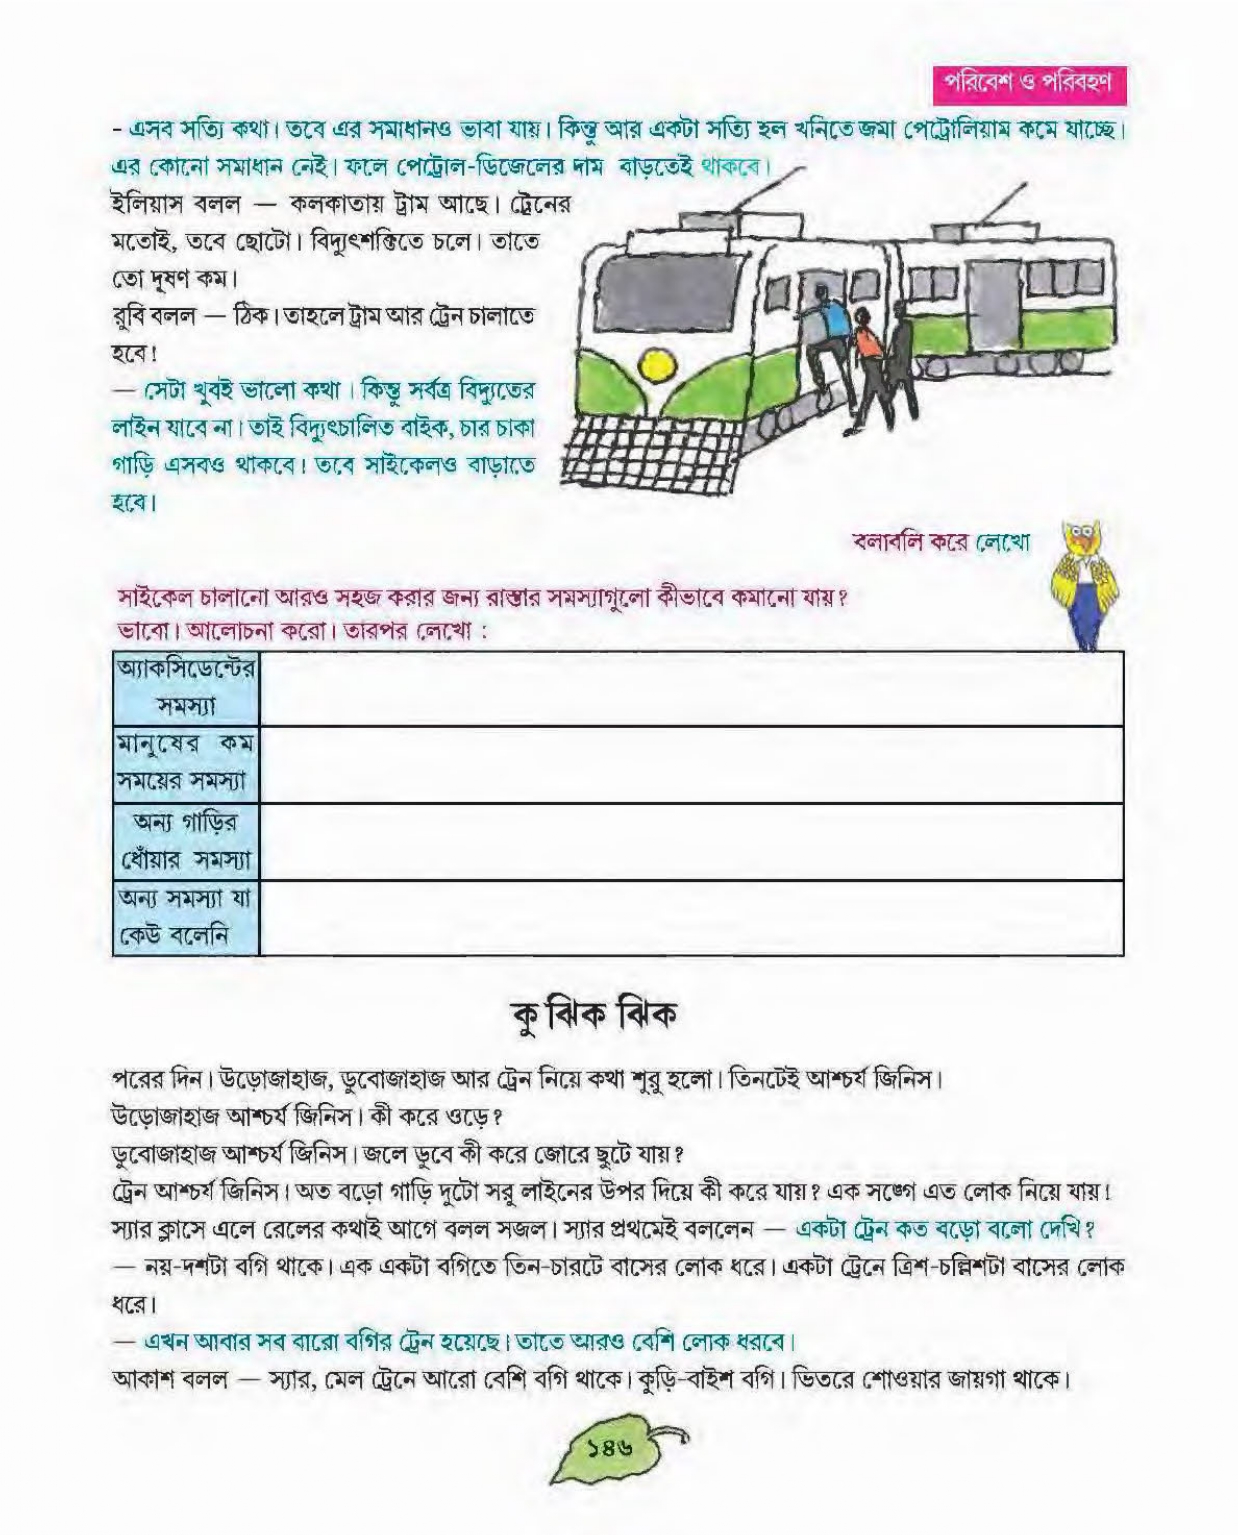 পরিবেশ ও পরিবহণ
- এসব সত্যি কথা। তবে এর সমাধানও ভাবা যায়। কিন্তু আর একটা সত্যি হল খনিতে জমা পেট্রোলিয়াম কমে যাচ্ছে।
এর কোনো সমাধান নেই। ফলে পেট্রোল-ডিজেলের দাম বাড়তেই থাকবে।
ইলিয়াস বলল — কলকাতায় ট্রাম আছে। ট্রেনের
মতোই, তবে ছোটো। বিদ্যুৎশক্তিতে চলে। তাতে
তো দূষণ কম।
রুবি বলল — ঠিক। তাহলে ট্রাম আর ট্রেন চালাতে
হবে!
— সেটা খুবই ভালো কথা । কিন্তু সর্বত্র বিদ্যুতের
লাইন যাবে না। তাই বিদ্যুৎচালিত বাইক, চার চাকা
গাড়ি এসবও থাকবে। তবে সাইকেলও বাড়াতে
হবে।
বলাবলি করে লেখো
সাইকেল চালানো আরও সহজ করার জন্য রাস্তার সমস্যাগুলো কীভাবে কমানো যায়?
ভাবো। আলোচনা করো। তারপর লেখো :
অ্যাকসিডেন্টের
সমস্যা
মানুষের কম
সময়ের সমস্যা
অন্য গাড়ির
ধোঁয়ার সমস্যা
অন্য সমস্যা যা
কেউ বলেনি
কু ঝিক ঝিক
পরের দিন। উড়োজাহাজ, ডুবোজাহাজ আর ট্রেন নিয়ে কথা শুরু হলো। তিনটেই আশ্চর্য জিনিস।
উড়োজাহাজ আশ্চর্য জিনিস। কী করে ওড়ে?
ডুবোজাহাজ আশ্চর্য জিনিস। জলে ডুবে কী করে জোরে ছুটে যায়?
ট্রেন আশ্চর্য জিনিস। অত বড়ো গাড়ি দুটো সরু লাইনের উপর দিয়ে কী করে যায়? এক সঙ্গে এত লোক নিয়ে যায়!
স্যার ক্লাসে এলে রেলের কথাই আগে বলল সজল। স্যার প্রথমেই বললেন — একটা ট্রেন কত বড়ো বলো দেখি?
— নয়-দশটা বগি থাকে। এক একটা বগিতে তিন-চারটে বাসের লোক ধরে। একটা ট্রেনে ত্রিশ-চল্লিশটা বাসের লোক
ধরে।
— এখন আবার সব বারো বগির ট্রেন হয়েছে। তাতে আরও বেশি লোক ধরবে।
আকাশ বলল — স্যার, মেল ট্রেনে আরো বেশি বগি থাকে। কুড়ি-বাইশ বগি। ভিতরে শোওয়ার জায়গা থাকে।
১৪৬